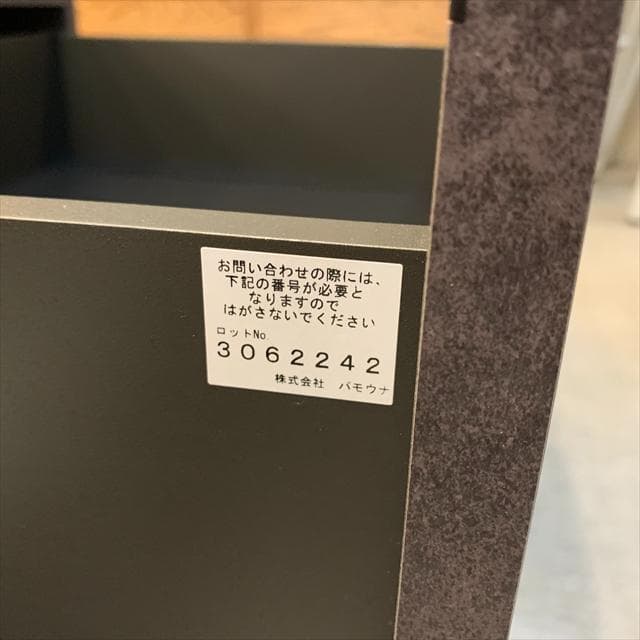 お問い合わせの際には、
下記の番号が必要と
なりますので
はがさないでください
ロットNo.
3062242
株式会社 パモウナ